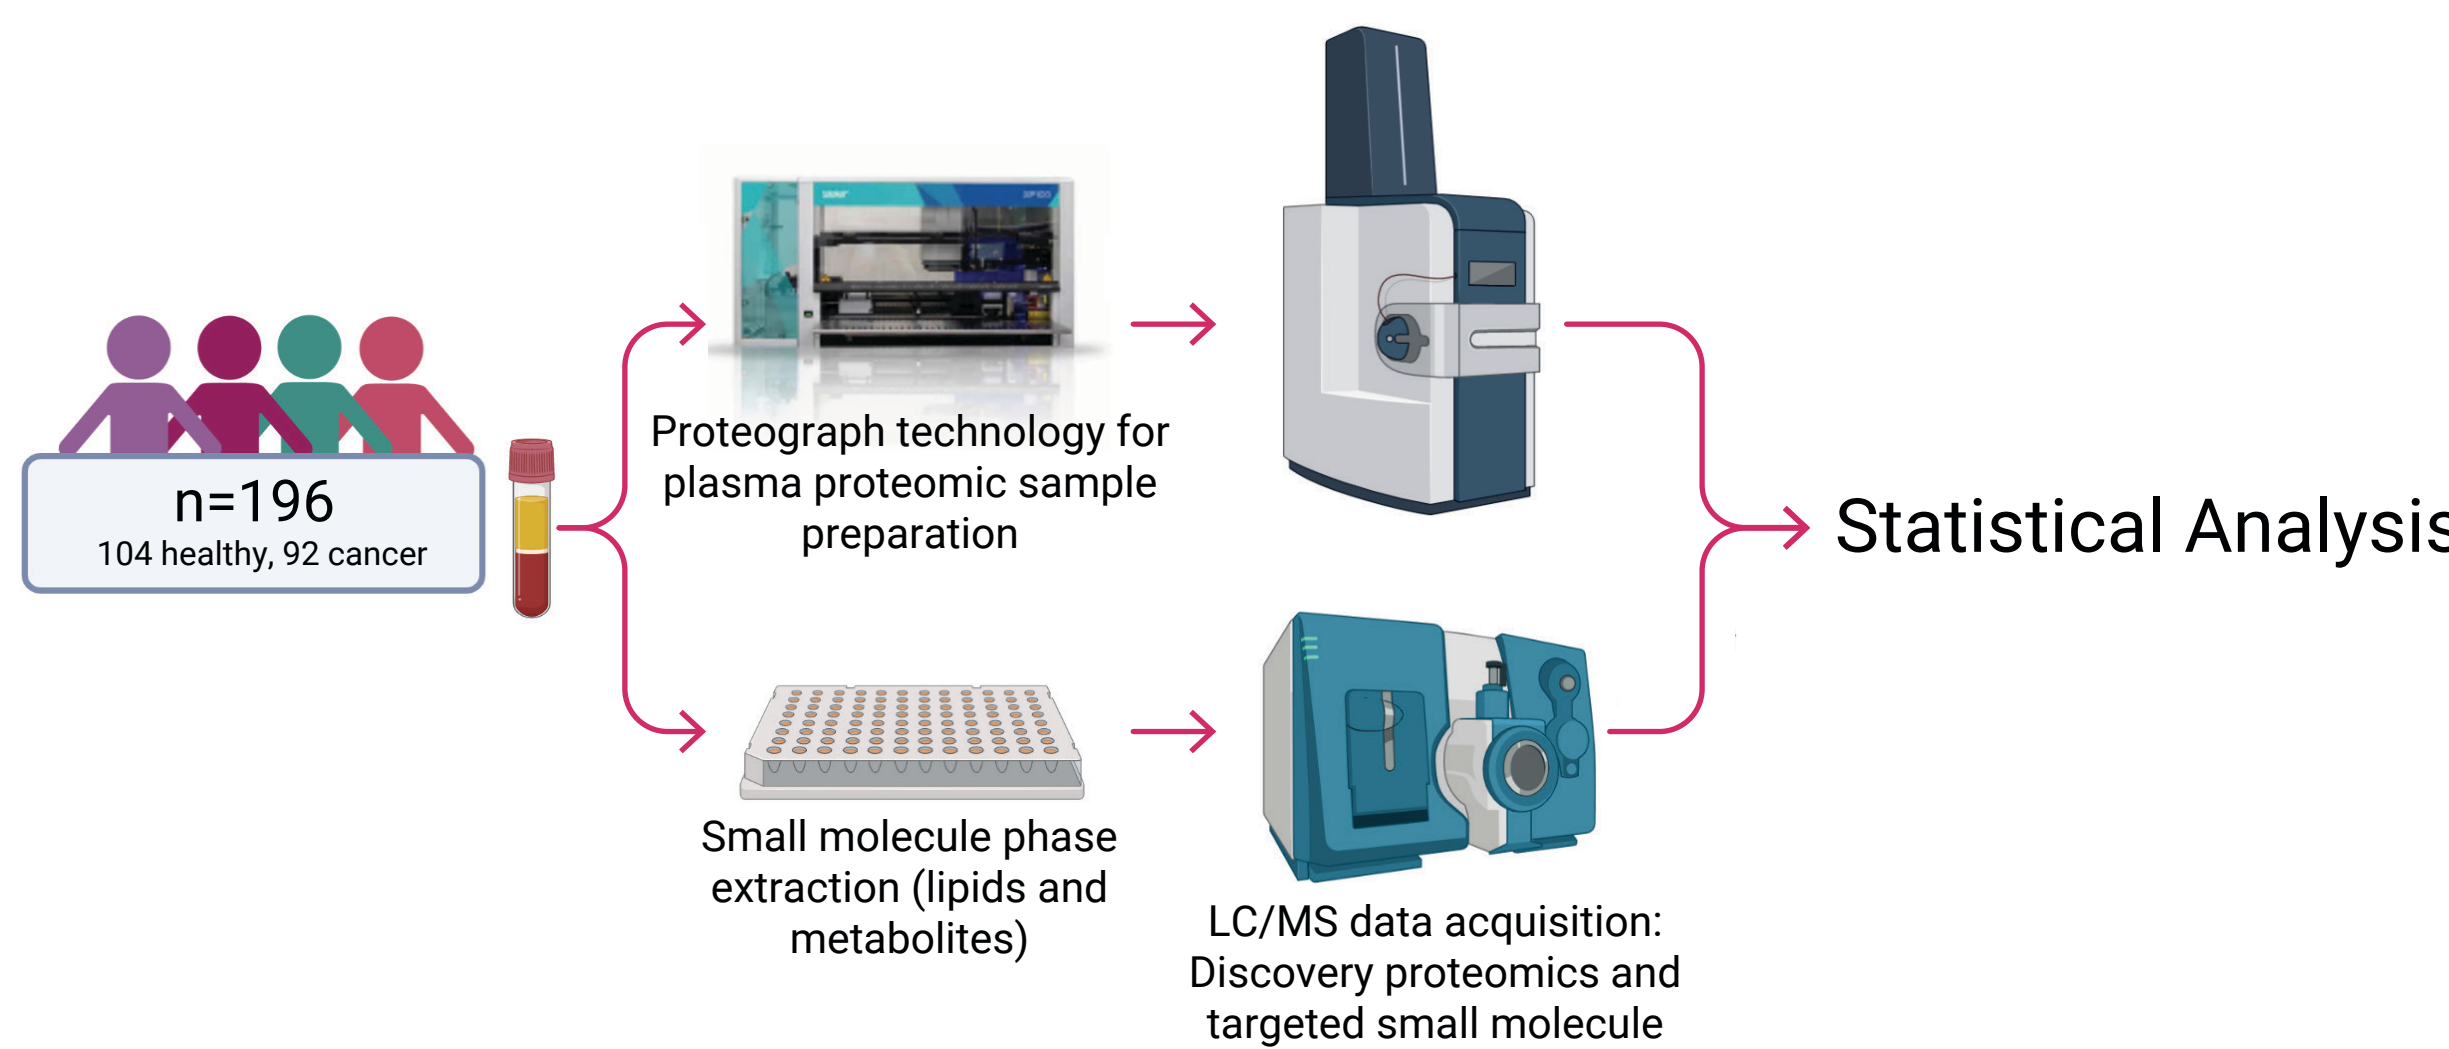 n=196
104 healthy, 92 cancer
Proteograph technology for
plasma proteomic sample
preparation
Small molecule phase
extraction (lipids and
metabolites)
LC/MS data acquisition:
Discovery proteomics and
targeted small molecule
Statistical Analysis